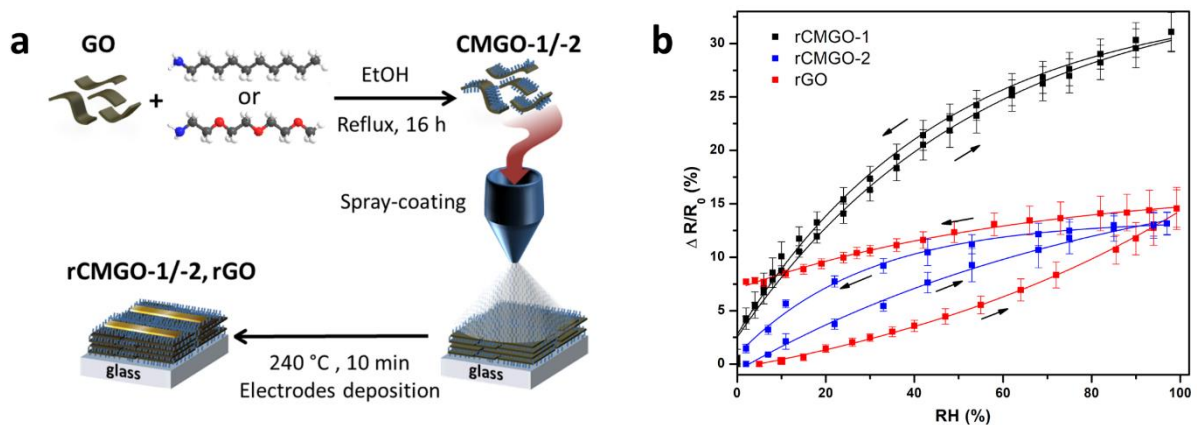 a
GO
+
or
EtOH
Reflux, 16 h
CMGO-1/-2
Spray-coating
rCMGO-1/-2, rGO
glass
240 °C , 10 min
Electrodes deposition
glass
b
rCMGO-1
rCMGO-2
rGO
Δ R/R0 (%)
30
25
20
15
10
5
0
0 20 40 60 80 100
RH (%)